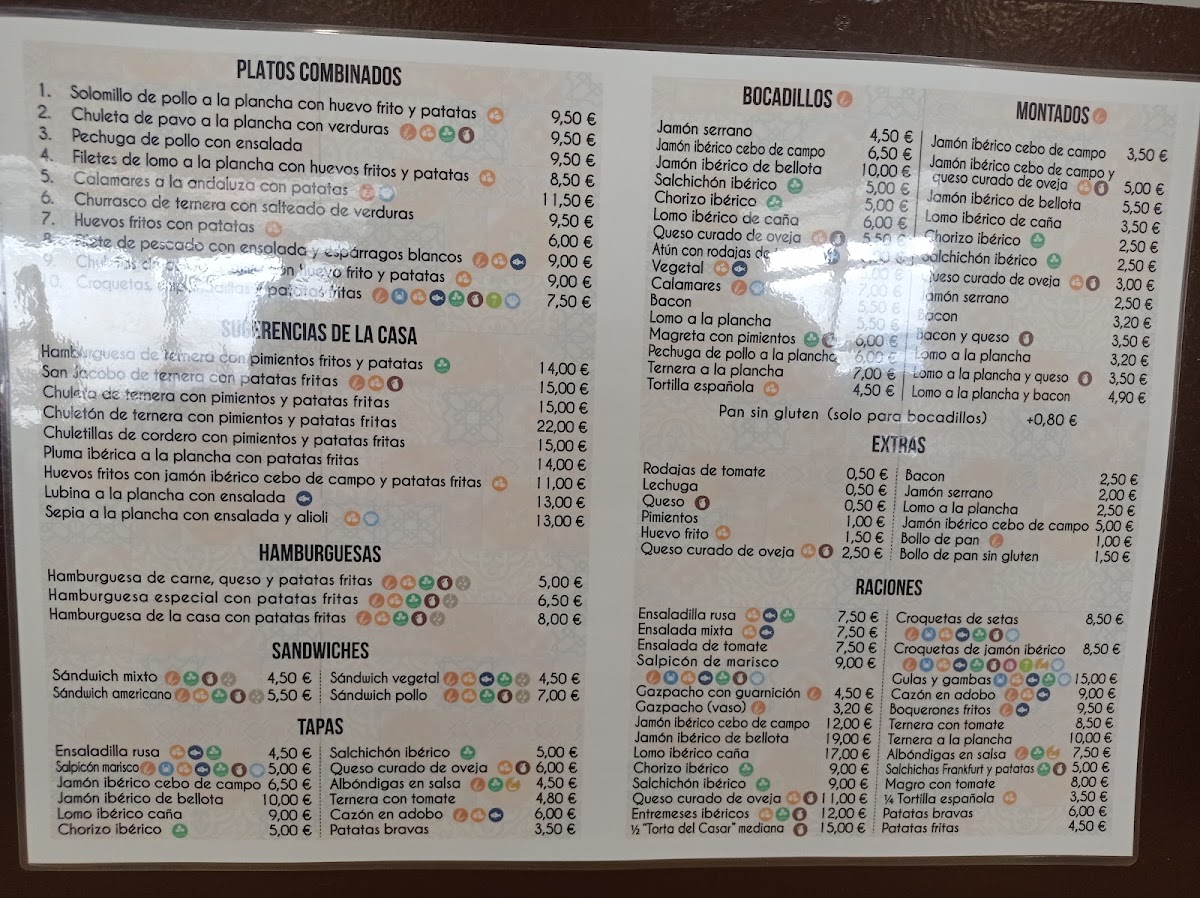 PLATOS COMBINADOS
1. Solomillo de pollo a la plancha con huevo frito y patatas 9,50 €
2. Chuleta de pavo a la plancha con verduras 9,50 €
3. Pechuga de pollo con ensalada 9,50 €
4. Filetes de lomo a la plancha con huevos fritos y patatas 8,50 €
5. Calamares a la andaluza con patatas 11,50 €
6. Churrasco de ternera con salteado de verduras 9,50 €
7. Huevos fritos con patatas 6,00 €
8. Filete de pescado con ensalada y espárragos blancos 9,00 €
9. con huevo frito y patatas 9,00 €
10. Croquetas, y patatas fritas 7,50 €
SUGERENCIAS DE LA CASA
Hamburguesa de ternera con pimientos fritos y patatas 14,00 €
San Jacobo de ternera con patatas fritas 15,00 €
Chuleta de ternera con pimientos y patatas fritas 15,00 €
Chuletón de ternera con pimientos y patatas fritas 22,00 €
Chuletillas de cordero con pimientos y patatas fritas 15,00 €
Pluma ibérica a la plancha con patatas fritas 14,00 €
Huevos fritos con jamón ibérico cebo de campo y patatas fritas 11,00 €
Lubina a la plancha con ensalada 13,00 €
Sepia a la plancha con ensalada y alioli 13,00 €
HAMBURGUESAS
Hamburguesa de carne, queso y patatas fritas 5,00 €
Hamburguesa especial con patatas fritas 6,50 €
Hamburguesa de la casa con patatas fritas 8,00 €
SANDWICHES
Sándwich mixto 4,50 €
Sándwich americano 5,50 €
Sándwich vegetal 4,50 €
Sándwich pollo 7,00 €
TAPAS
Ensaladilla rusa 4,50 €
Salpicón marisco 5,00 €
Jamón ibérico cebo de campo 6,50 €
Jamón ibérico de bellota 10,00 €
Lomo ibérico caña 9,00 €
Chorizo ibérico 5,00 €
Salchichón ibérico 5,00 €
Queso curado de oveja 6,00 €
Albóndigas en salsa 4,50 €
Ternera con tomate 4,80 €
Cazón en adobo 6,00 €
Patatas bravas 3,50 €
BOCADILLOS
Jamón serrano 4,50 €
Jamón ibérico cebo de campo 6,50 €
Jamón ibérico de bellota 10,00 €
Salchichón ibérico 5,00 €
Chorizo ibérico 5,00 €
Lomo ibérico de caña 6,00 €
Queso curado de oveja 5,50 €
Atún con rodajas de
Vegetal
Calamares 7,00 €
Bacon 5,50 €
Lomo a la plancha 5,50 €
Magreta con pimientos 6,00 €
Pechuga de pollo a la plancha 6,00 €
Ternera a la plancha 7,00 €
Tortilla española 4,50 €
MONTADOS
Jamón ibérico cebo de campo 3,50 €
Jamón ibérico cebo de campo y
queso curado de oveja 5,00 €
Jamón ibérico de bellota 5,50 €
Lomo ibérico de caña 3,50 €
Chorizo ibérico 2,50 €
Salchichón ibérico 2,50 €
Queso curado de oveja 3,00 €
Jamón serrano 2,50 €
Bacon 3,20 €
Bacon y queso 3,50 €
Lomo a la plancha 3,20 €
Lomo a la plancha y queso 3,50 €
Lomo a la plancha y bacon 4,90 €
Pan sin gluten (solo para bocadillos) +0,80 €
EXTRAS
Rodajas de tomate 0,50 €
Lechuga 0,50 €
Queso 0,50 €
Pimientos 1,00 €
Huevo frito 1,50 €
Queso curado de oveja 2,50 €
Bacon 2,50 €
Jamón serrano 2,00 €
Lomo a la plancha 2,50 €
Jamón ibérico cebo de campo 5,00 €
Bollo de pan 1,00 €
Bollo de pan sin gluten 1,50 €
RACIONES
Ensaladilla rusa 7,50 €
Ensalada mixta 7,50 €
Ensalada de tomate 7,50 €
Salpicón de marisco 9,00 €
Gazpacho con guarnición 4,50 €
Gazpacho (vaso) 3,20 €
Jamón ibérico cebo de campo 12,00 €
Jamón ibérico de bellota 19,00 €
Lomo ibérico caña 17,00 €
Chorizo ibérico 9,00 €
Salchichón ibérico 9,00 €
Queso curado de oveja 11,00 €
Entremeses ibéricos 12,00 €
½ "Torta del Casar" mediana 15,00 €
Croquetas de setas 8,50 €
Croquetas de jamón ibérico 8,50 €
Gulas y gambas 15,00 €
Cazón en adobo 9,00 €
Boquerones fritos 9,50 €
Ternera con tomate 8,50 €
Ternera a la plancha 10,00 €
Albóndigas en salsa 7,50 €
Salchichas Frankfurt y patatas 5,00 €
Magro con tomate 8,00 €
¼ Tortilla española 3,50 €
Patatas bravas 6,00 €
Patatas fritas 4,50 €